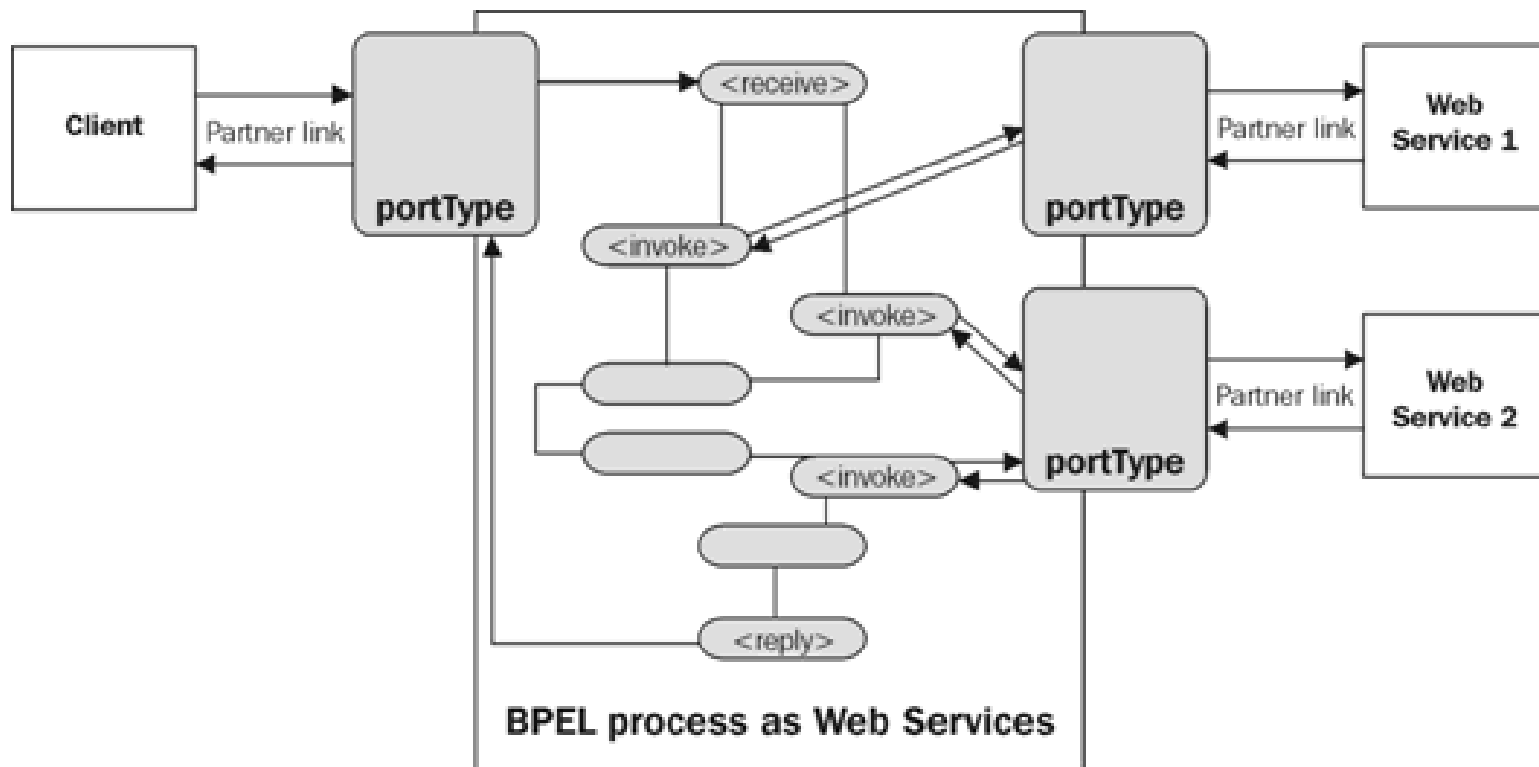 <receive>
Client
Partner link
portType
portType
Partner link
Web
Service 1
<invoke>
<invoke>
portType
Partner link
Web
Service 2
<invoke>
<reply>
BPEL process as Web Services